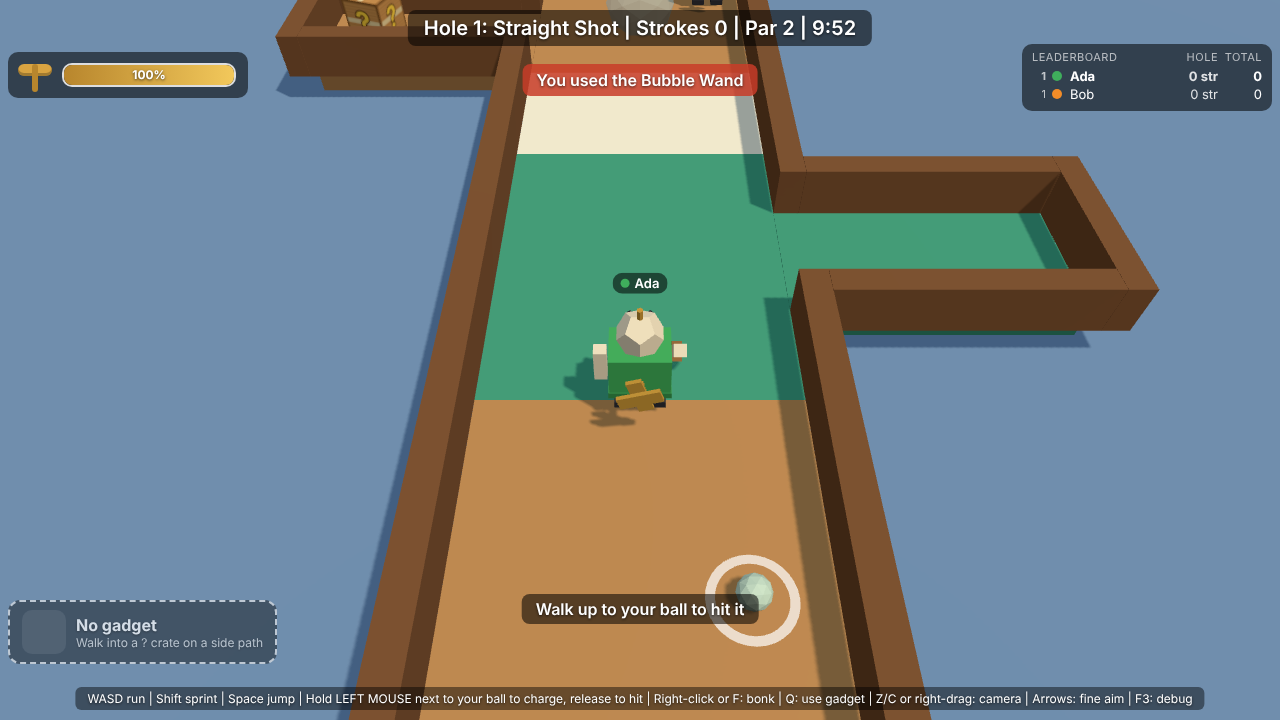 Hole 1: Straight Shot | Strokes 0 | Par 2 | 9:52
100%
You used the Bubble Wand
LEADERBOARD HOLE TOTAL
1 Ada 0 str 0
1 Bob 0 str 0
? ?
Ada
Walk up to your ball to hit it
No gadget
Walk into a ? crate on a side path
WASD run | Shift sprint | Space jump | Hold LEFT MOUSE next to your ball to charge, release to hit | Right-click or F: bonk | Q: use gadget | Z/C or right-drag: camera | Arrows: fine aim | F3: debug